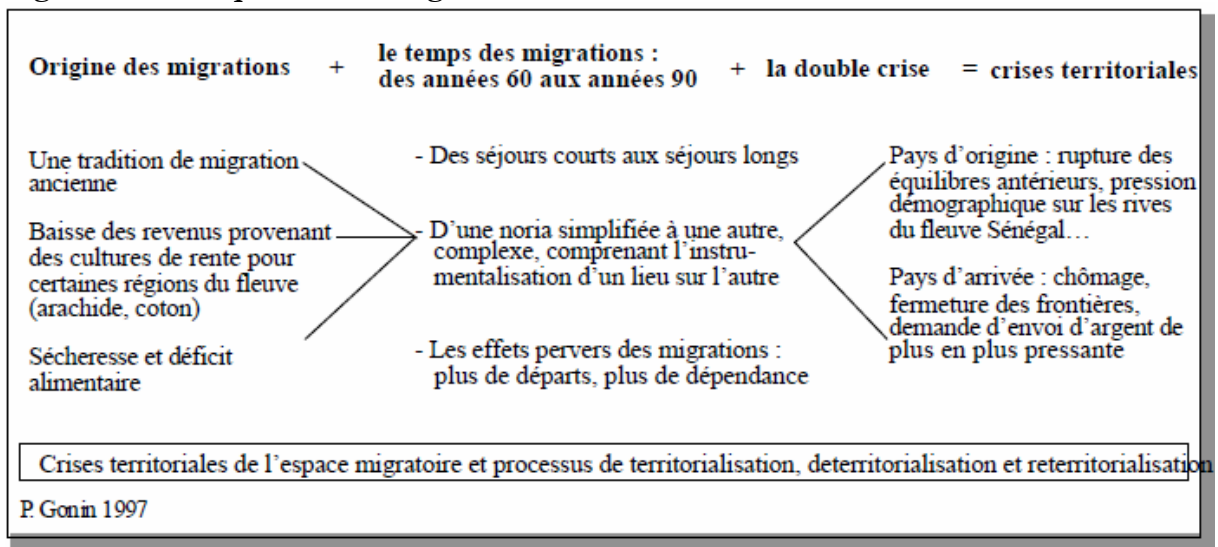 Origine des migrations + le temps des migrations : des années 60 aux années 90 + la double crise = crises territoriales
Une tradition de migration
ancienne
Baisse des revenus provenant
des cultures de rente pour
certaines régions du fleuve
(arachide, coton)
Sécheresse et déficit
alimentaire
- Des séjours courts aux séjours longs
- D’une noria simplifiée à une autre,
complexe, comprenant l’instru-
mentalisation d’un lieu sur l’autre
- Les effets pervers des migrations :
plus de départs, plus de dépendance
Pays d’origine : rupture des
équilibres antérieurs, pression
démographique sur les rives
du fleuve Sénégal…
Pays d’arrivée : chômage,
fermeture des frontières,
demande d’envoi d’argent de
plus en plus pressante
Crises territoriales de l’espace migratoire et processus de territorialisation, deterritorialisation et reterritorialisation
P. Gonin 1997